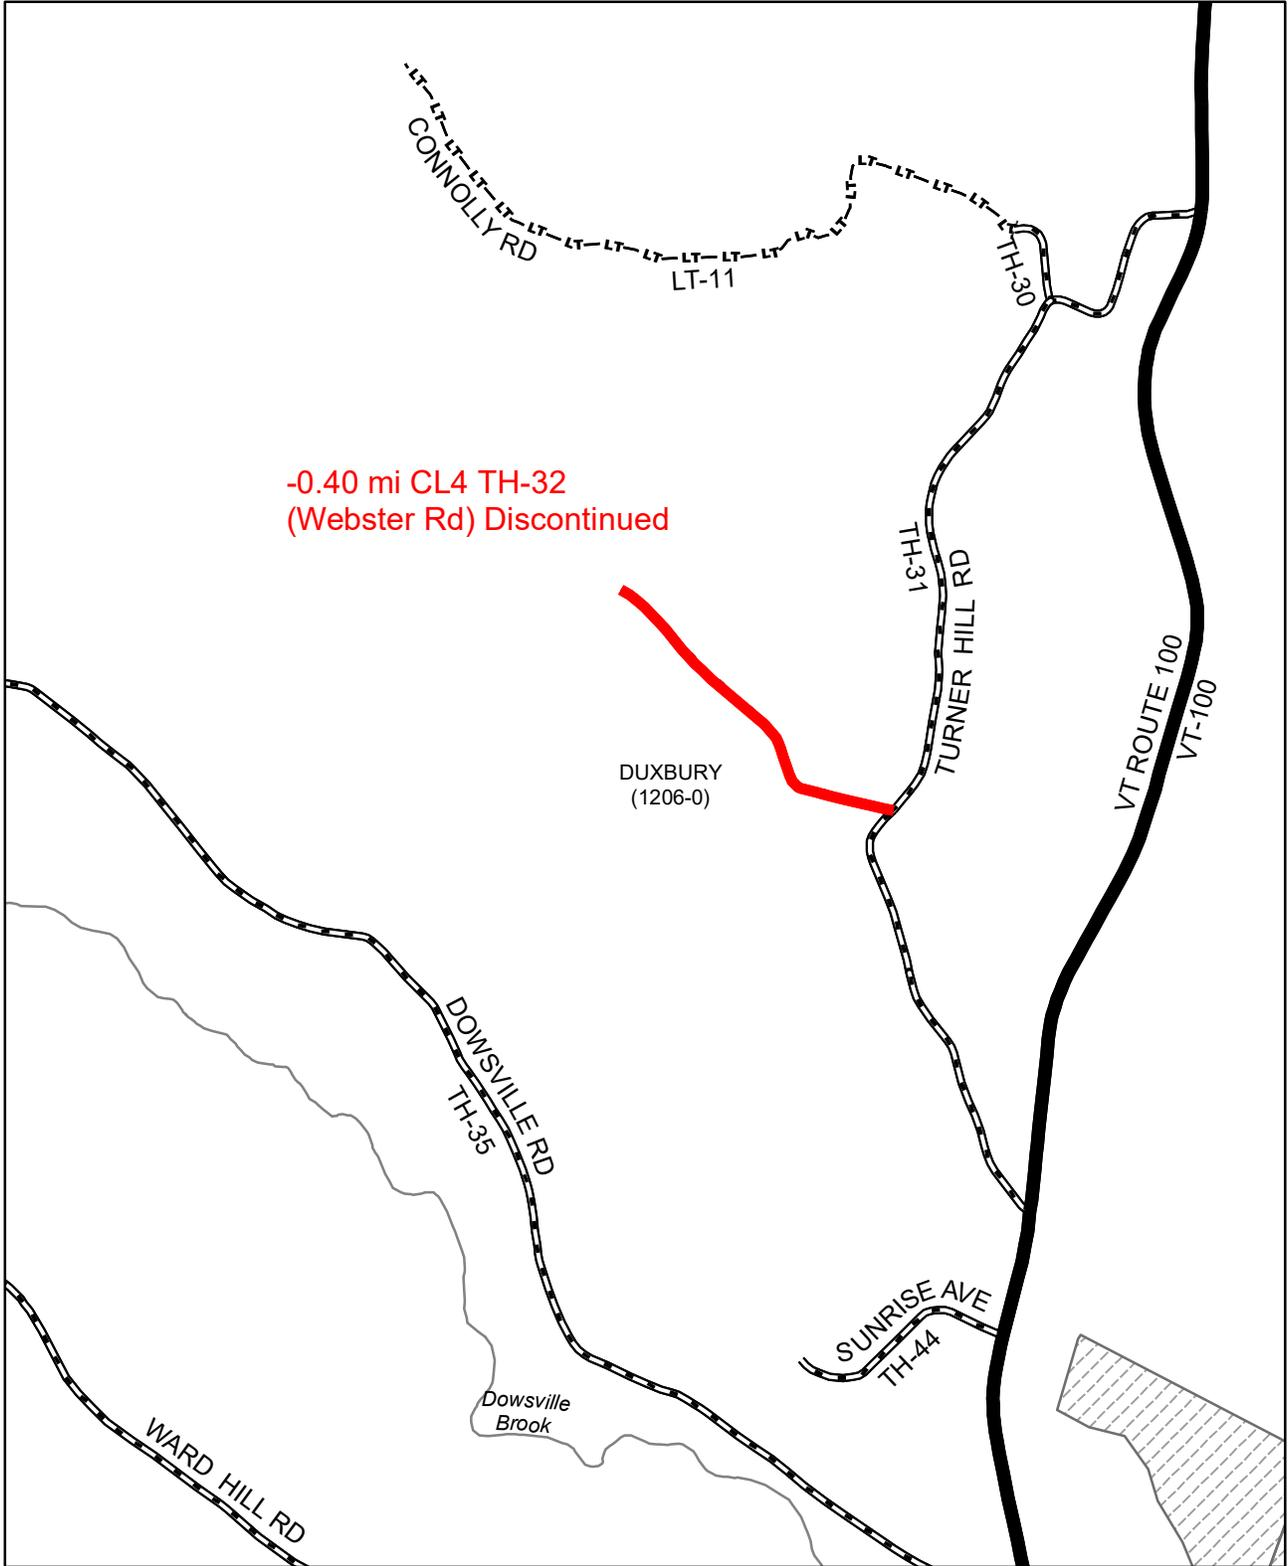 LT LT LT LT LT LT LT LT LT LT LT LT LT LT LT LT LT LT
CONNOLLY RD
LT-11
TH-30
-0.40 mi CL4 TH-32
(Webster Rd) Discontinued
TH-31
TURNER HILL RD
VT ROUTE 100
VT-100
DUXBURY
(1206-0)
DOWSVILLE RD
TH-35
SUNRISE AVE
TH-44
Dowsville
Brook
WARD HILL RD